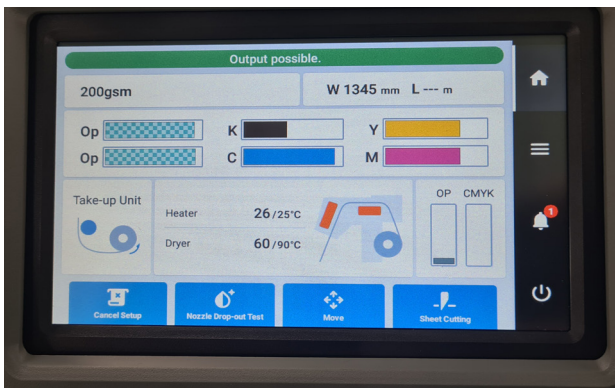 Output possible.
200gsm
W 1345 mm L --- m
Op
K
Y
Op
C
M
Take-up Unit
Heater 26/25°C
Dryer 60/90°C
OP CMYK
1
Cancel Setup
Nozzle Drop-out Test
Move
Sheet Cutting